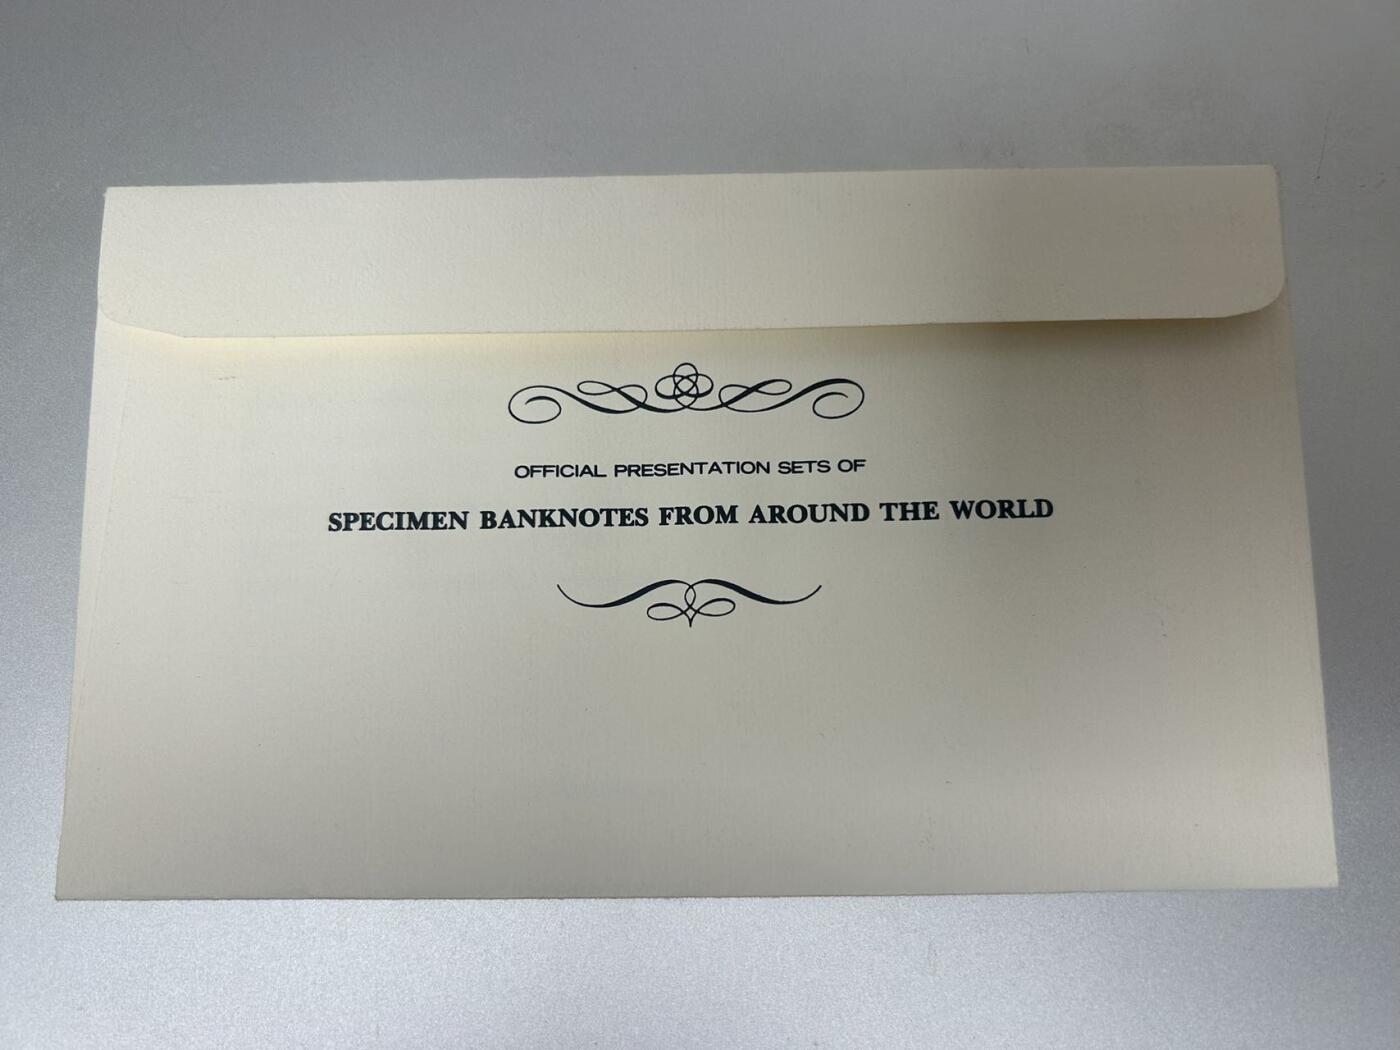 OFFICIAL PRESENTATION SETS OF
SPECIMEN BANKNOTES FROM AROUND THE WORLD